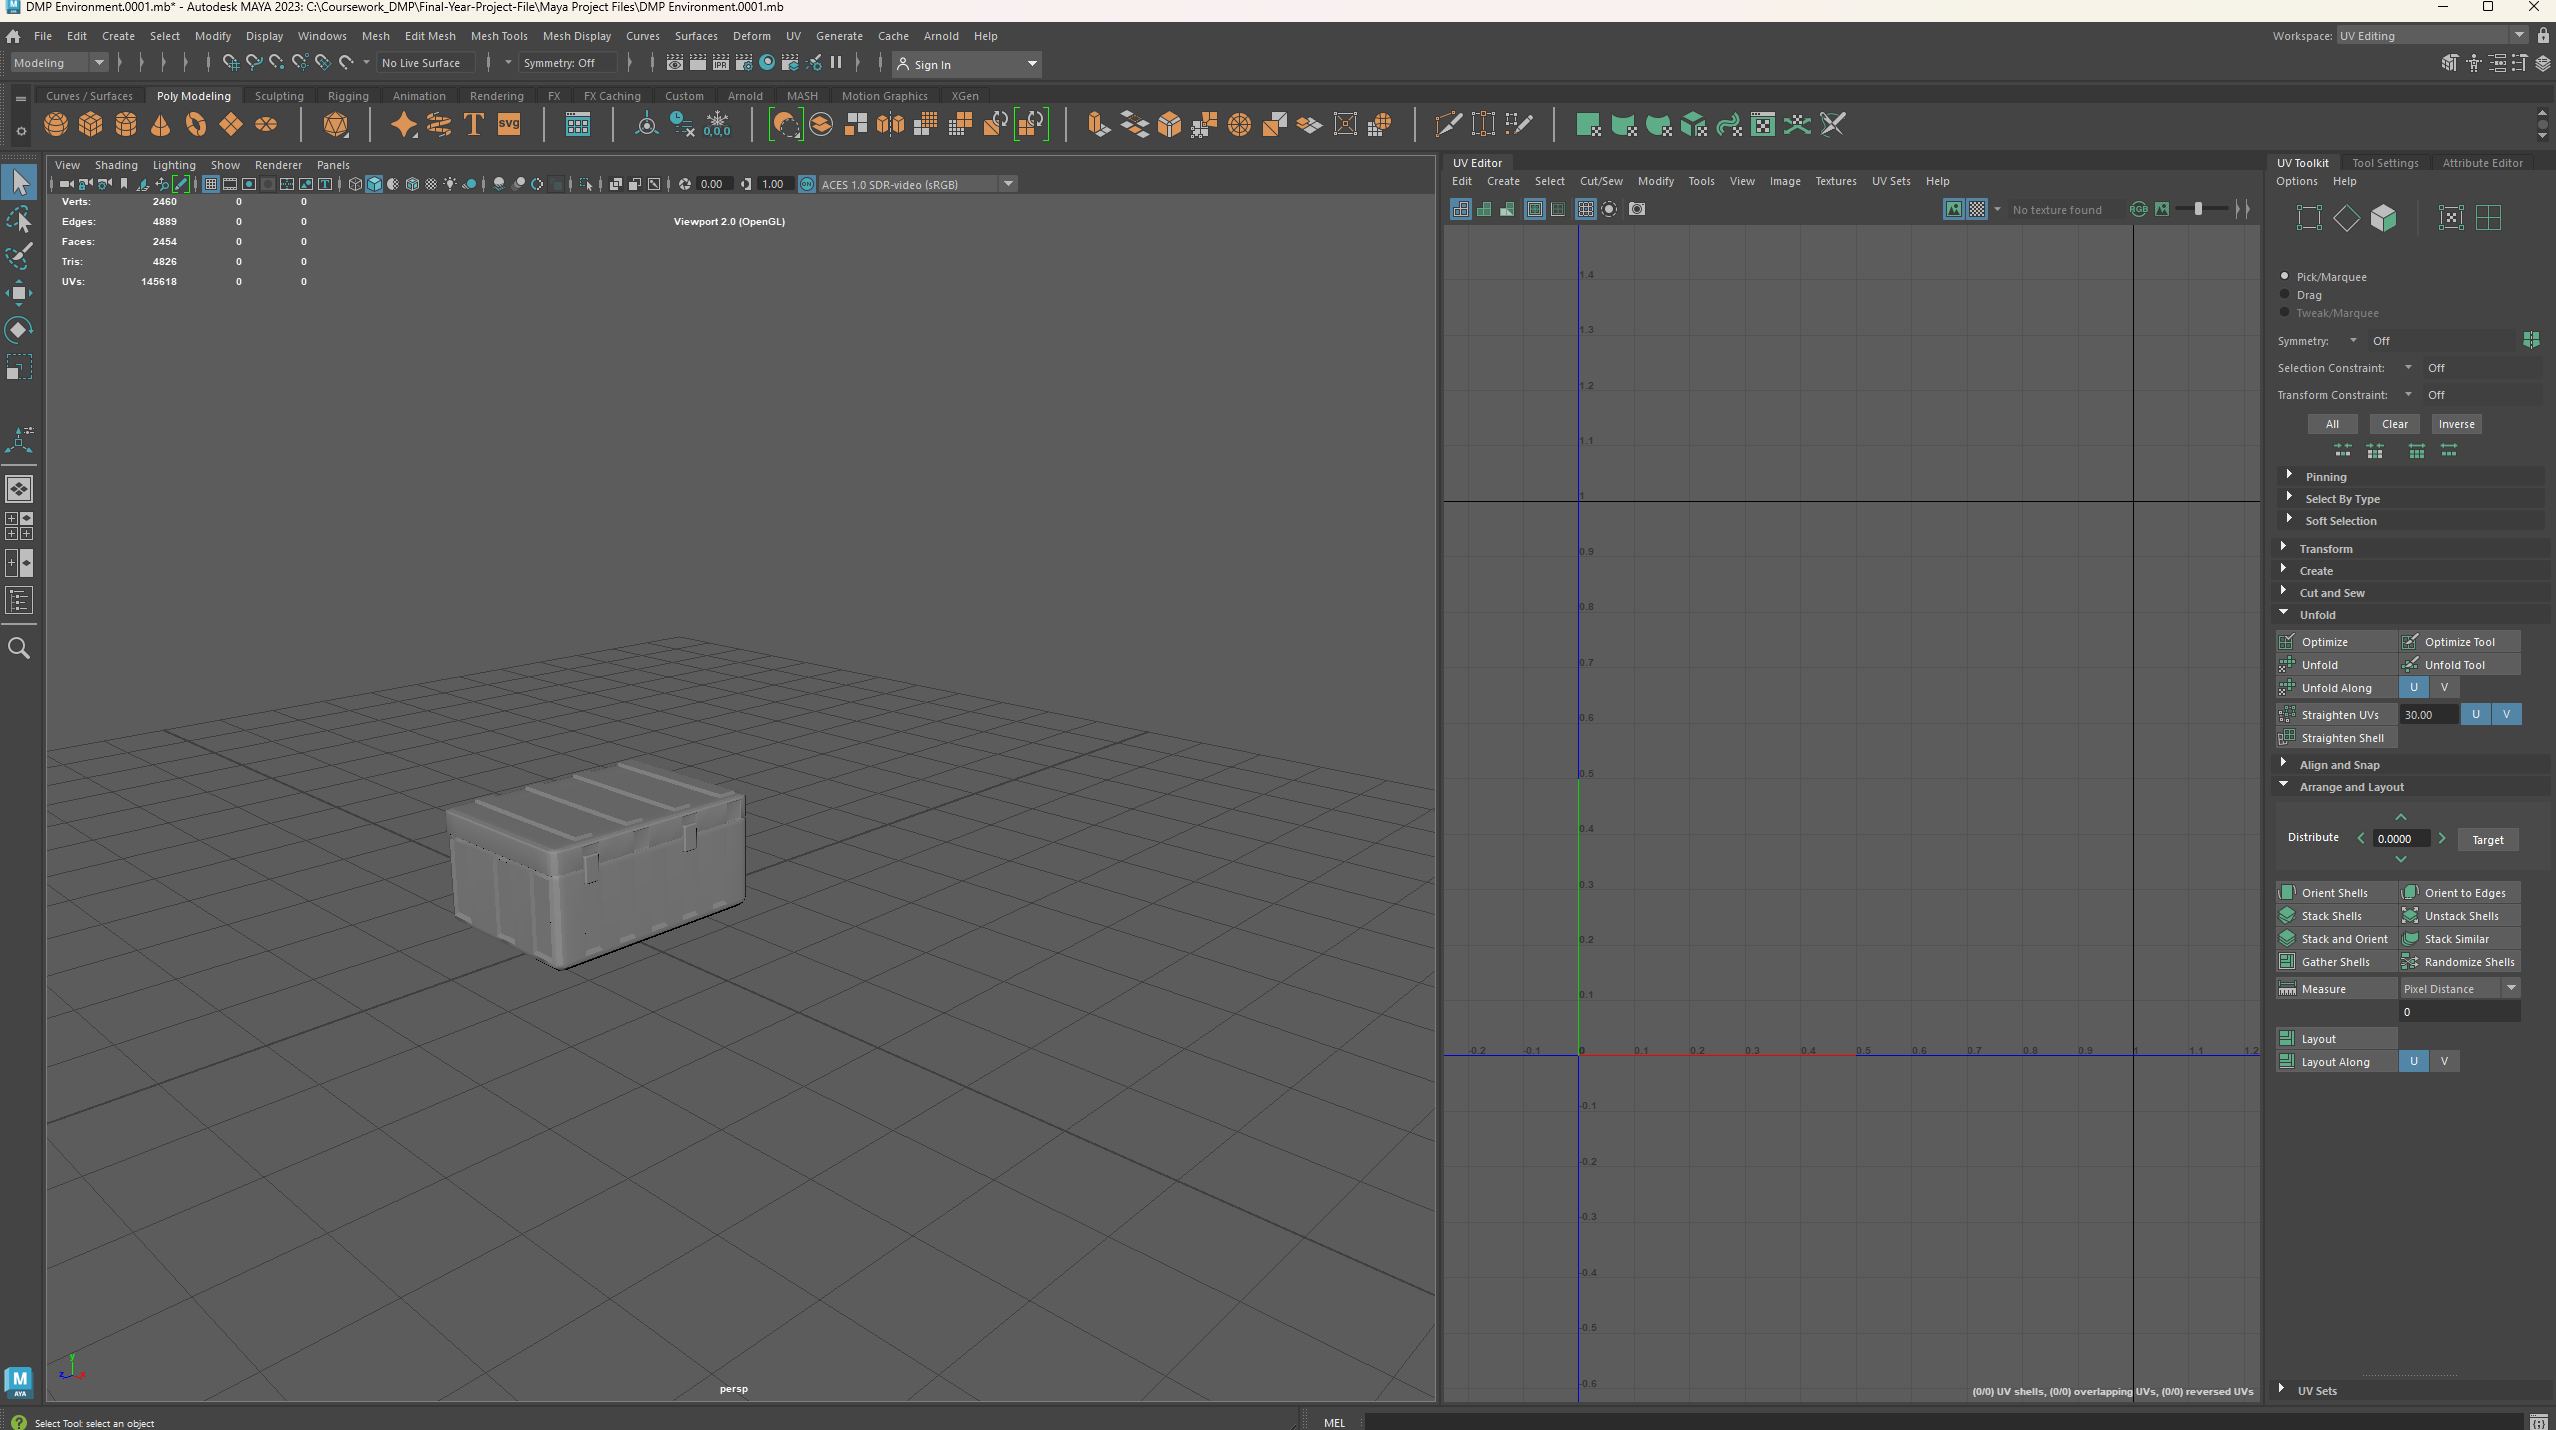 DMP Environment.0001.mb* - Autodesk MAYA 2023: C:\Coursework_DMP\Final-Year-Project-File\Maya Project Files\DMP Environment.0001.mb
File Edit Create Select Modify Display Windows Mesh Edit Mesh Mesh Tools Mesh Display Curves Surfaces Deform UV Generate Cache Arnold Help
Workspace: UV Editing
Modeling No Live Surface Symmetry: Off IPR Sign In
Curves / Surfaces Poly Modeling Sculpting Rigging Animation Rendering FX FX Caching Custom Arnold MASH Motion Graphics XGen
T SVG 0,0,0
View Shading Lighting Show Renderer Panels
0.00 1.00 ON ACES 1.0 SDR-video (sRGB)
Verts: 2460 0 0
Edges: 4889 0 0
Faces: 2454 0 0
Tris: 4826 0 0
UVs: 145618 0 0
Viewport 2.0 (OpenGL)
persp
y
z
x
UV Editor
Edit Create Select Cut/Sew Modify Tools View Image Textures UV Sets Help
No texture found RGB
1.4
1.3
1.2
1.1
1
0.9
0.8
0.7
0.6
0.5
0.4
0.3
0.2
0.1
-0.2 -0.1 0 0.1 0.2 0.3 0.4 0.5 0.6 0.7 0.8 0.9 1 1.1 1.2
-0.1
-0.2
-0.3
-0.4
-0.5
-0.6
(0/0) UV shells, (0/0) overlapping UVs, (0/0) reversed UVs
UV Toolkit Tool Settings Attribute Editor
Options Help
Pick/Marquee
Drag
Tweak/Marquee
Symmetry: Off
Selection Constraint: Off
Transform Constraint: Off
All Clear Inverse
Pinning
Select By Type
Soft Selection
Transform
Create
Cut and Sew
Unfold
Optimize Optimize Tool
Unfold Unfold Tool
Unfold Along U V
Straighten UVs 30.00 U V
Straighten Shell
Align and Snap
Arrange and Layout
Distribute 0.0000 Target
Orient Shells Orient to Edges
Stack Shells Unstack Shells
Stack and Orient Stack Similar
Gather Shells Randomize Shells
Measure Pixel Distance
0
Layout
Layout Along U V
UV Sets
M
AYA
Select Tool: select an object
MEL